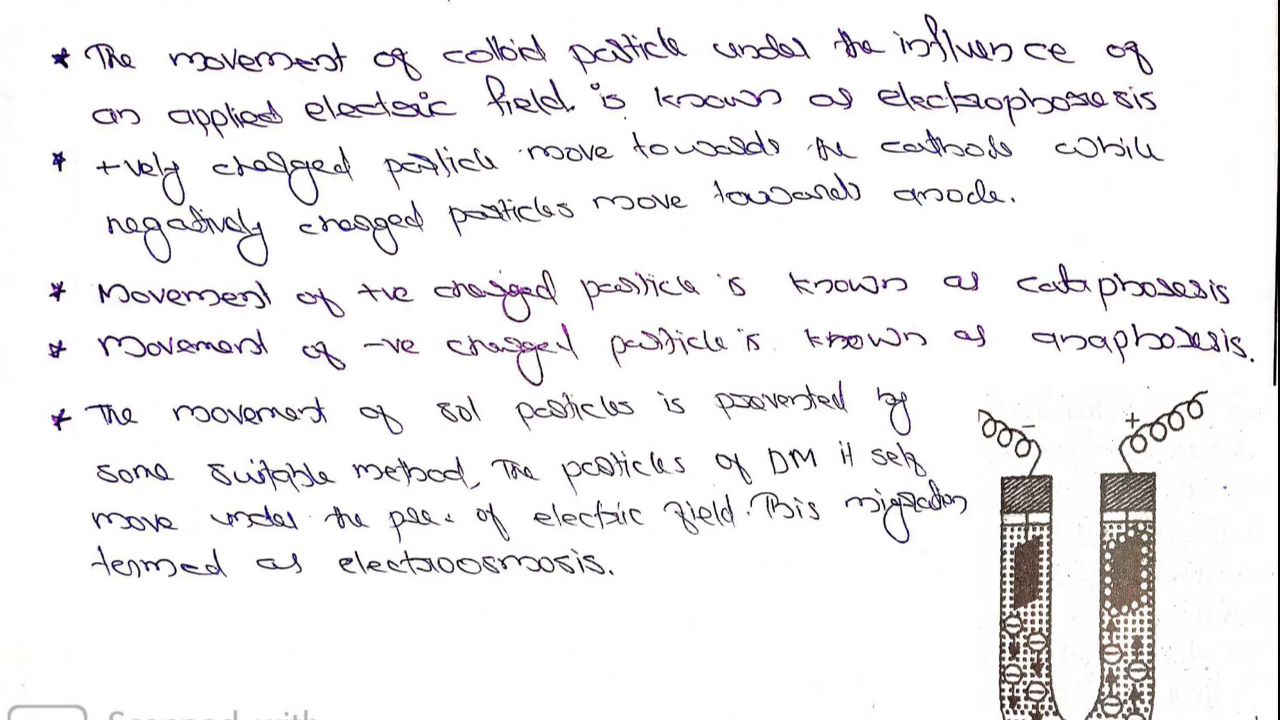 * The movement of colloid particle under the influence of
an applied electric field. is known as electrophoresis
* +vely charged particle move towards the cathode while
negatively charged particles move towards anode.
* Movement of +ve charged particle is known as cataphoresis
* Movement of -ve charged particle is known as anaphoresis.
* The movement of sol particles is prevented by
some suitable method, The particles of DM it self
move under the pre. of electric field. This migration
termed as electroosmosis.
- +
Scanned with